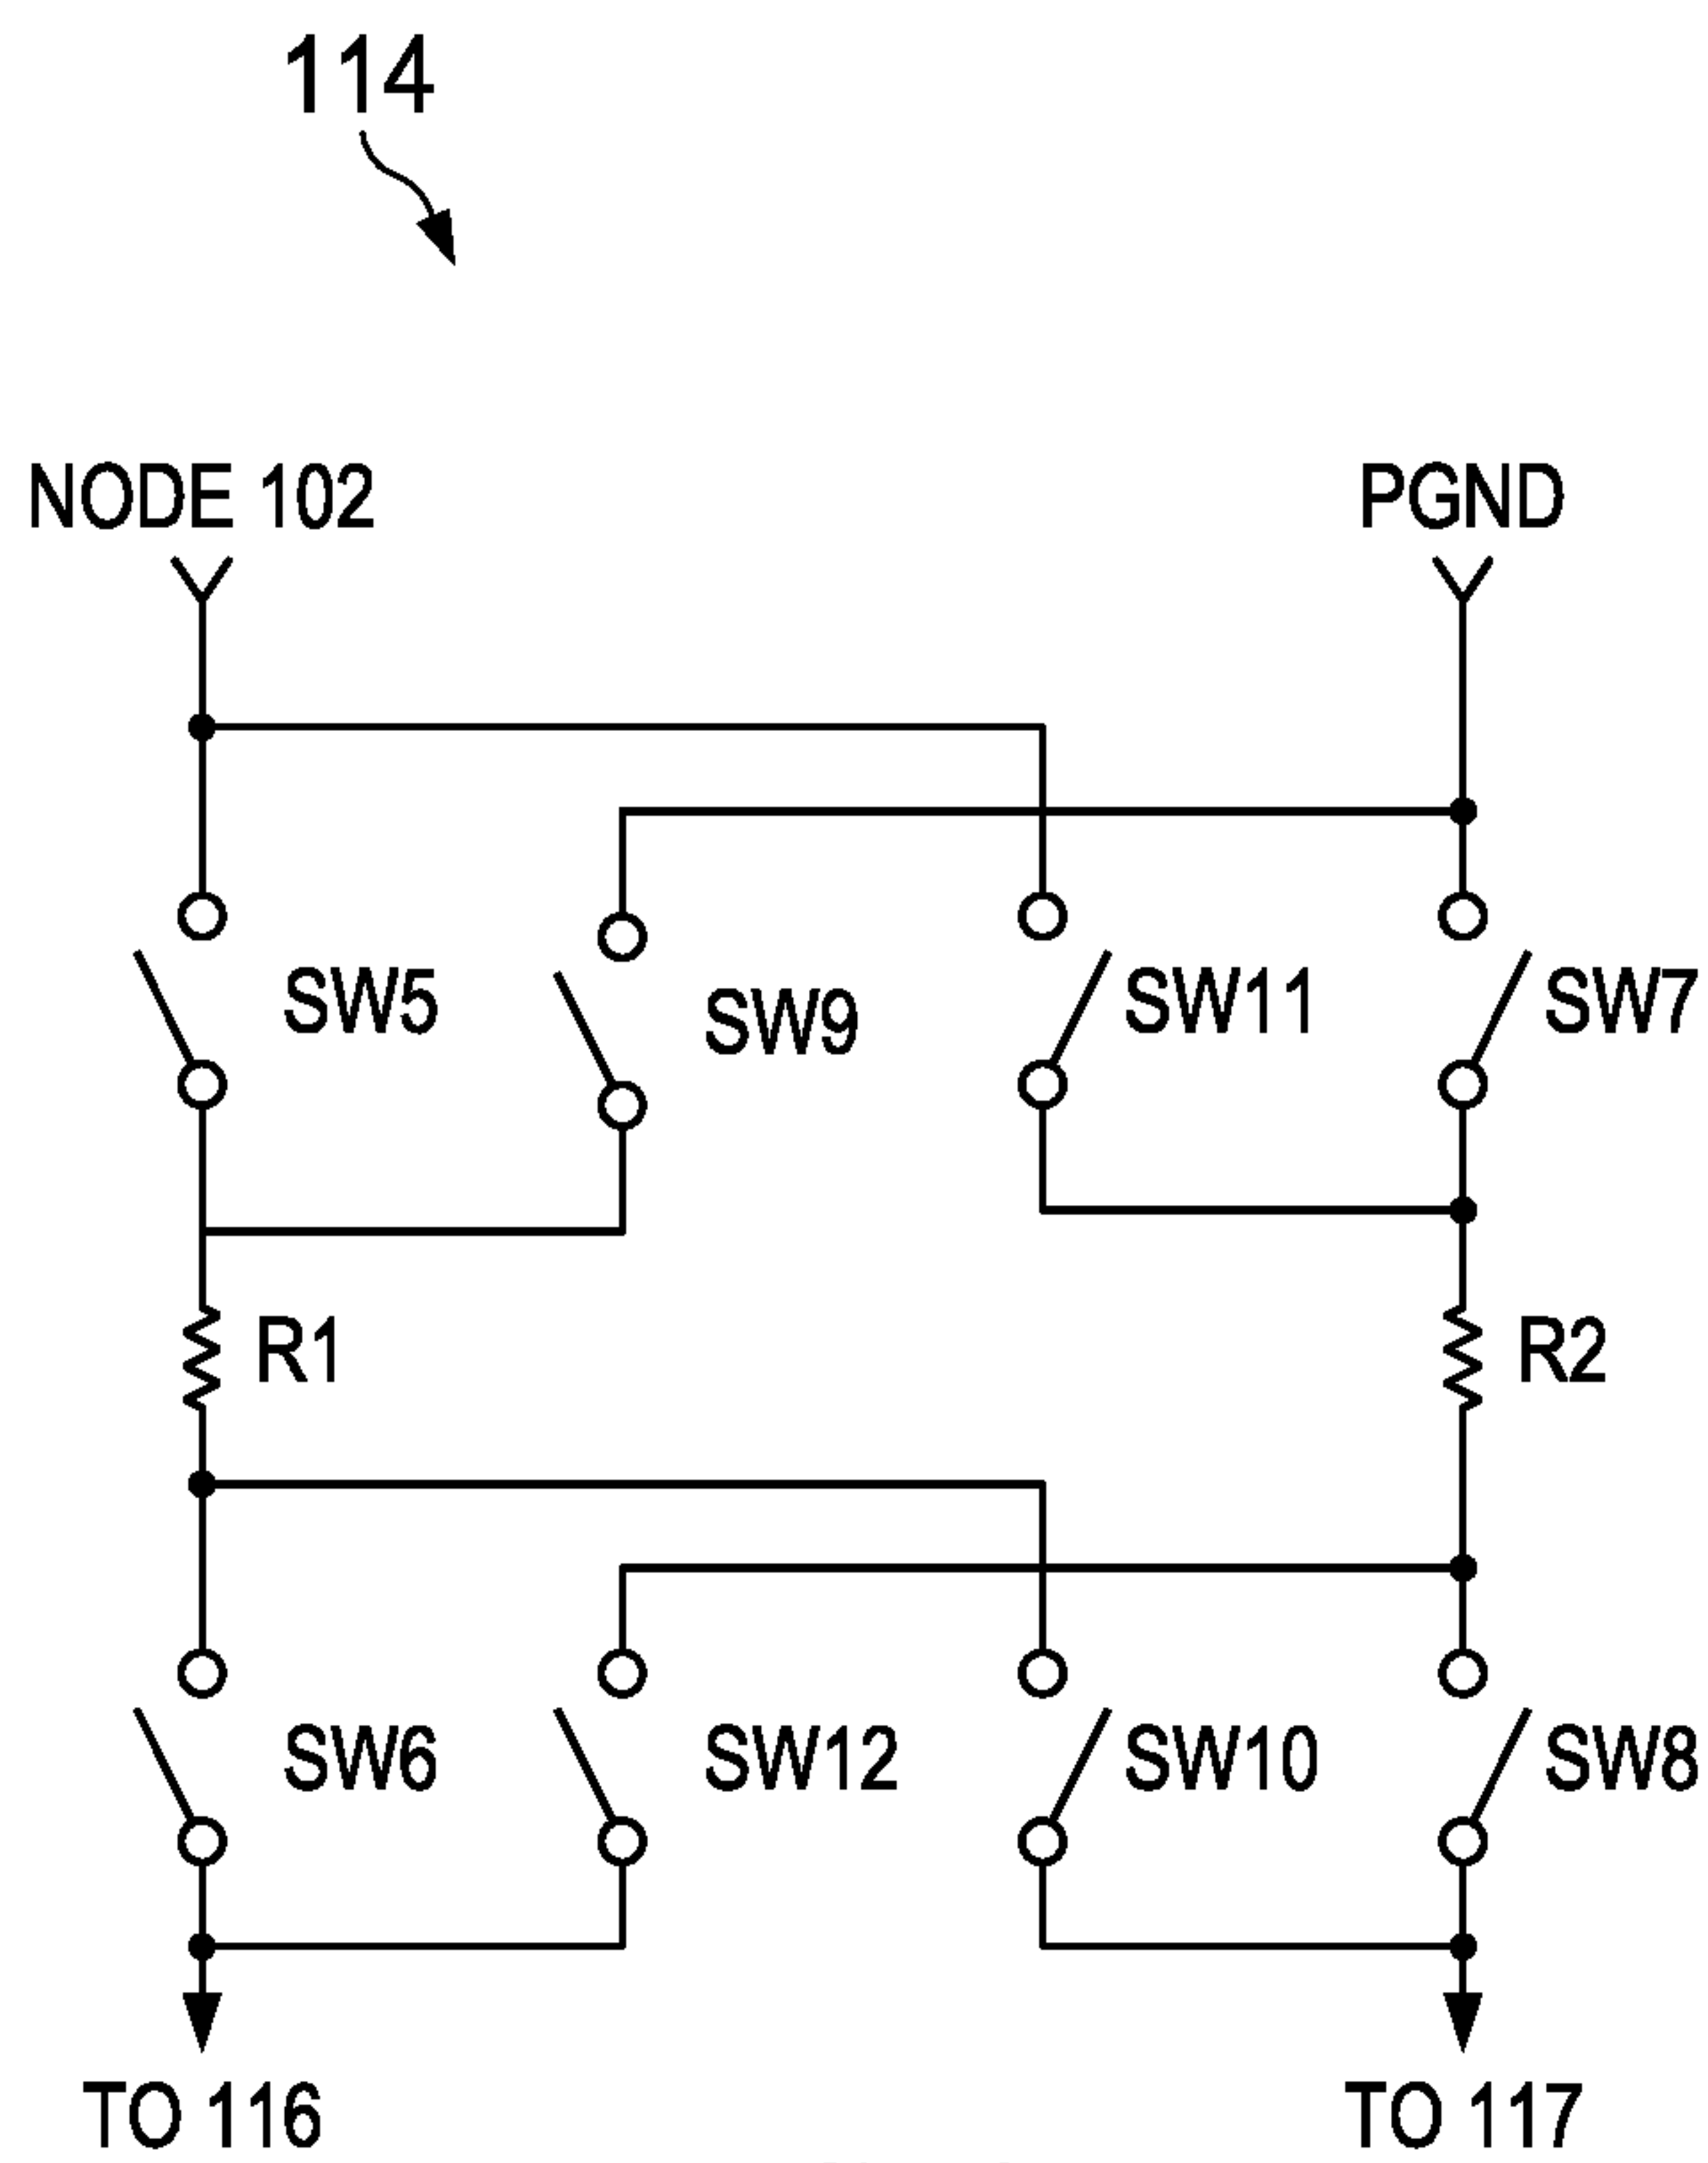 114
NODE 102
PGND
SW5
SW9
SW11
SW7
R1
R2
SW6
SW12
SW10
SW8
TO 116
TO 117